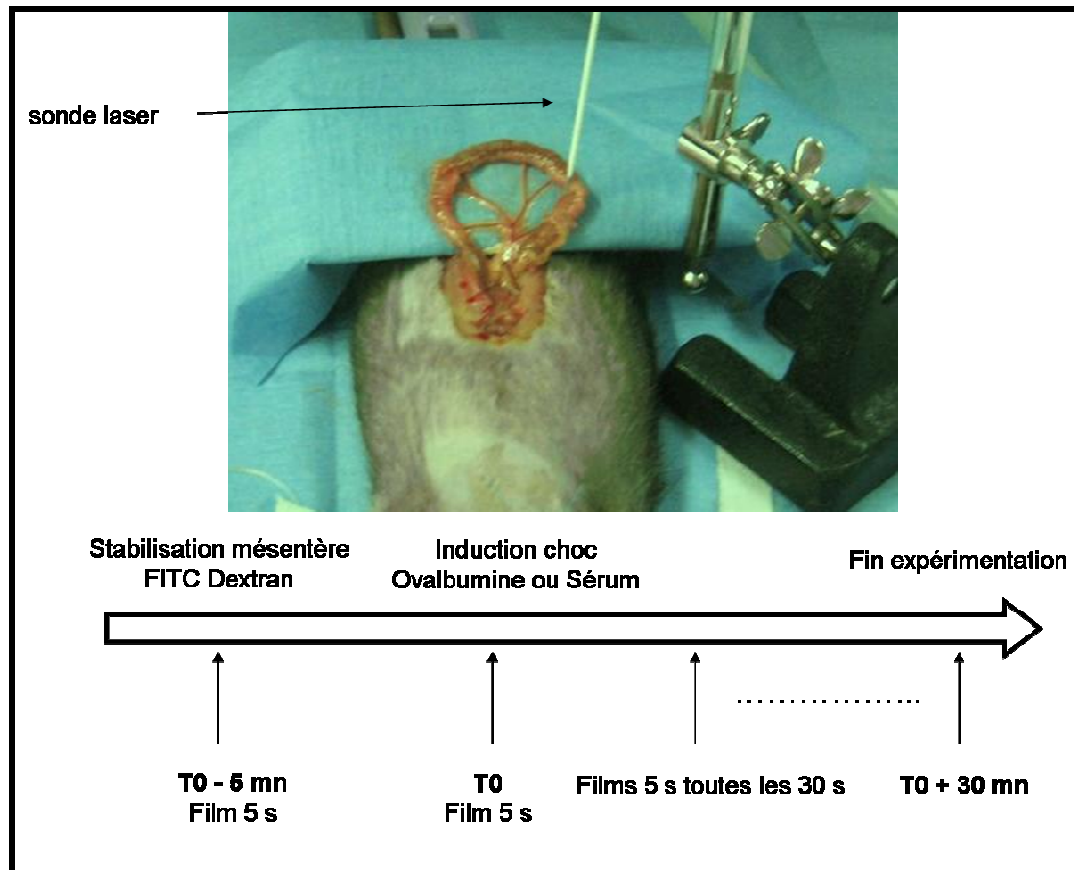 sonde laser
Stabilisation mésentère
FITC Dextran
Induction choc
Ovalbumine ou Sérum
Fin expérimentation
T0 - 5 mn
Film 5 s
T0
Film 5 s
Films 5 s toutes les 30 s
T0 + 30 mn